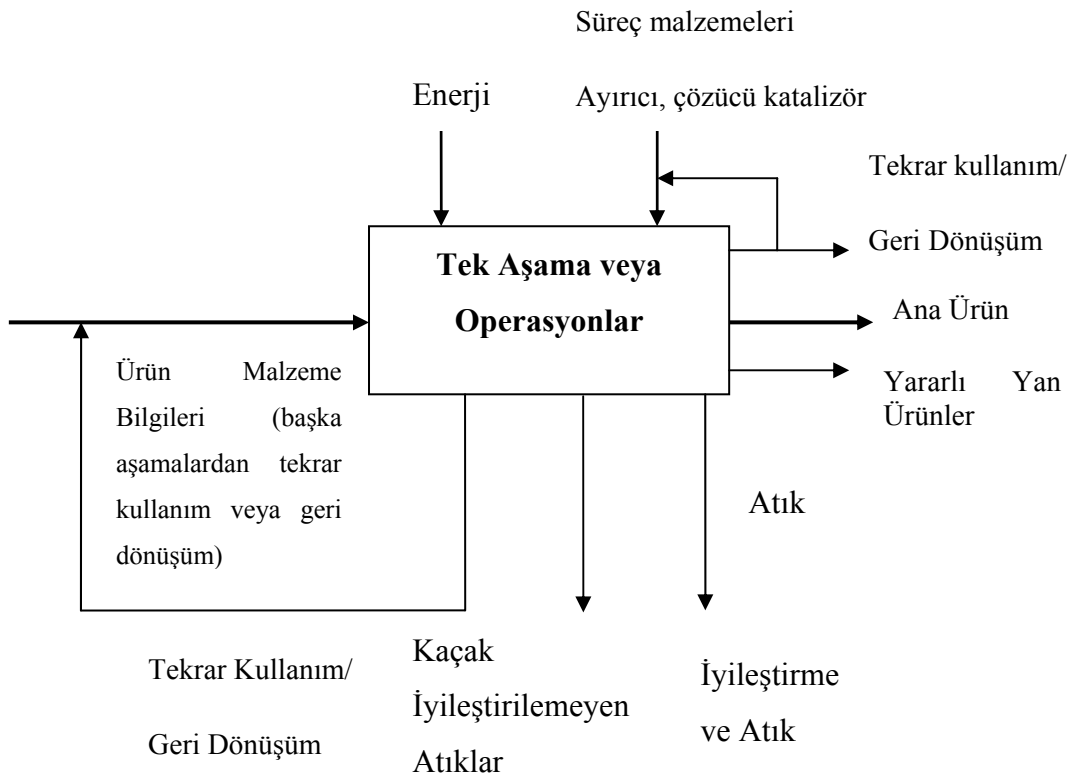 Süreç malzemeleri
Enerji
Ayırıcı, çözücü katalizör
Tekrar kullanım/
Geri Dönüşüm
Tek Aşama veya
Operasyonlar
Ana Ürün
Yararlı Yan
Ürünler
Ürün Malzeme
Bilgileri (başka
aşamalardan tekrar
kullanım veya geri
dönüşüm)
Atık
Tekrar Kullanım/
Geri Dönüşüm
Kaçak
İyileştirilemeyen
Atıklar
İyileştirme
ve Atık